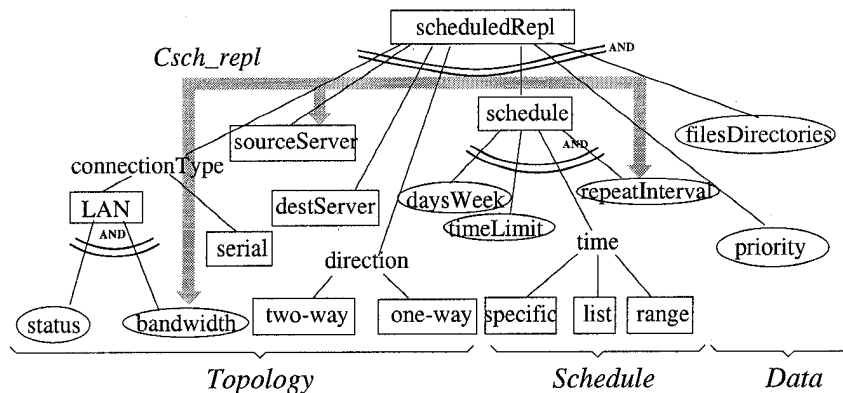 scheduledRepl
AND
Csch_repl
schedule
sourceServer
filesDirectories
AND
connectionType
daysWeek
repeatInterval
LAN
destServer
timeLimit
AND
serial
time
priority
direction
status
bandwidth
two-way
one-way
specific
list
range
Topology
Schedule
Data